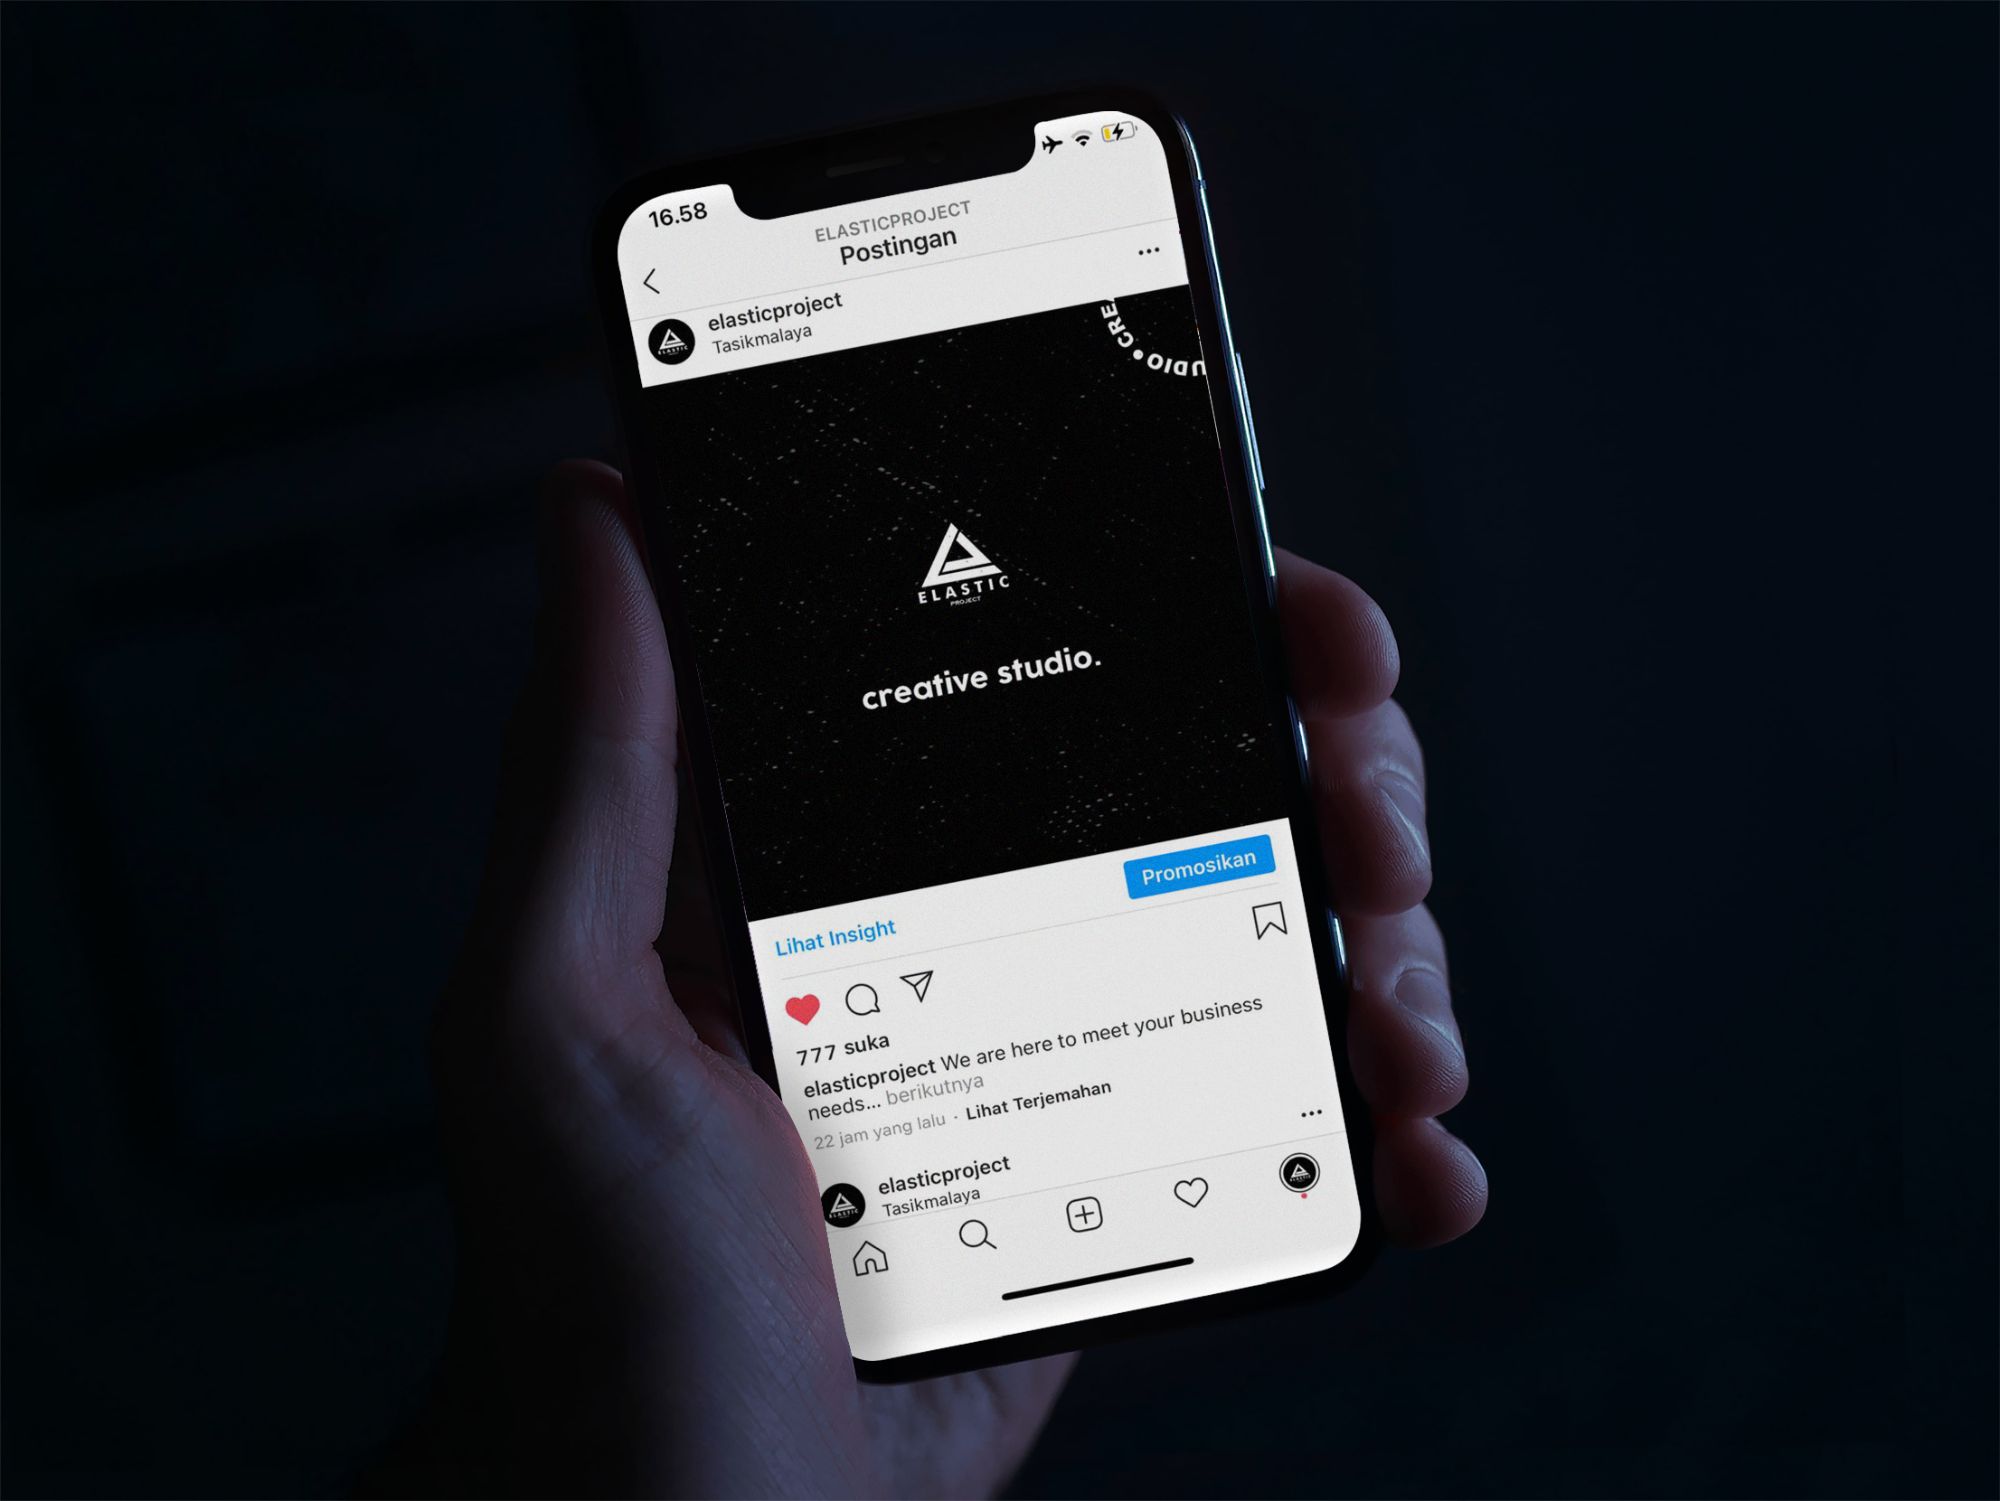 16.58
ELASTICPROJECT
Postingan
elasticproject
Tasikmalaya
CRE
UDIO
ELASTIC
PROJECT
creative studio.
Promosikan
Lihat Insight
777 suka
elasticproject We are here to meet your business
needs... berikutnya
22 jam yang lalu · Lihat Terjemahan
elasticproject
Tasikmalaya